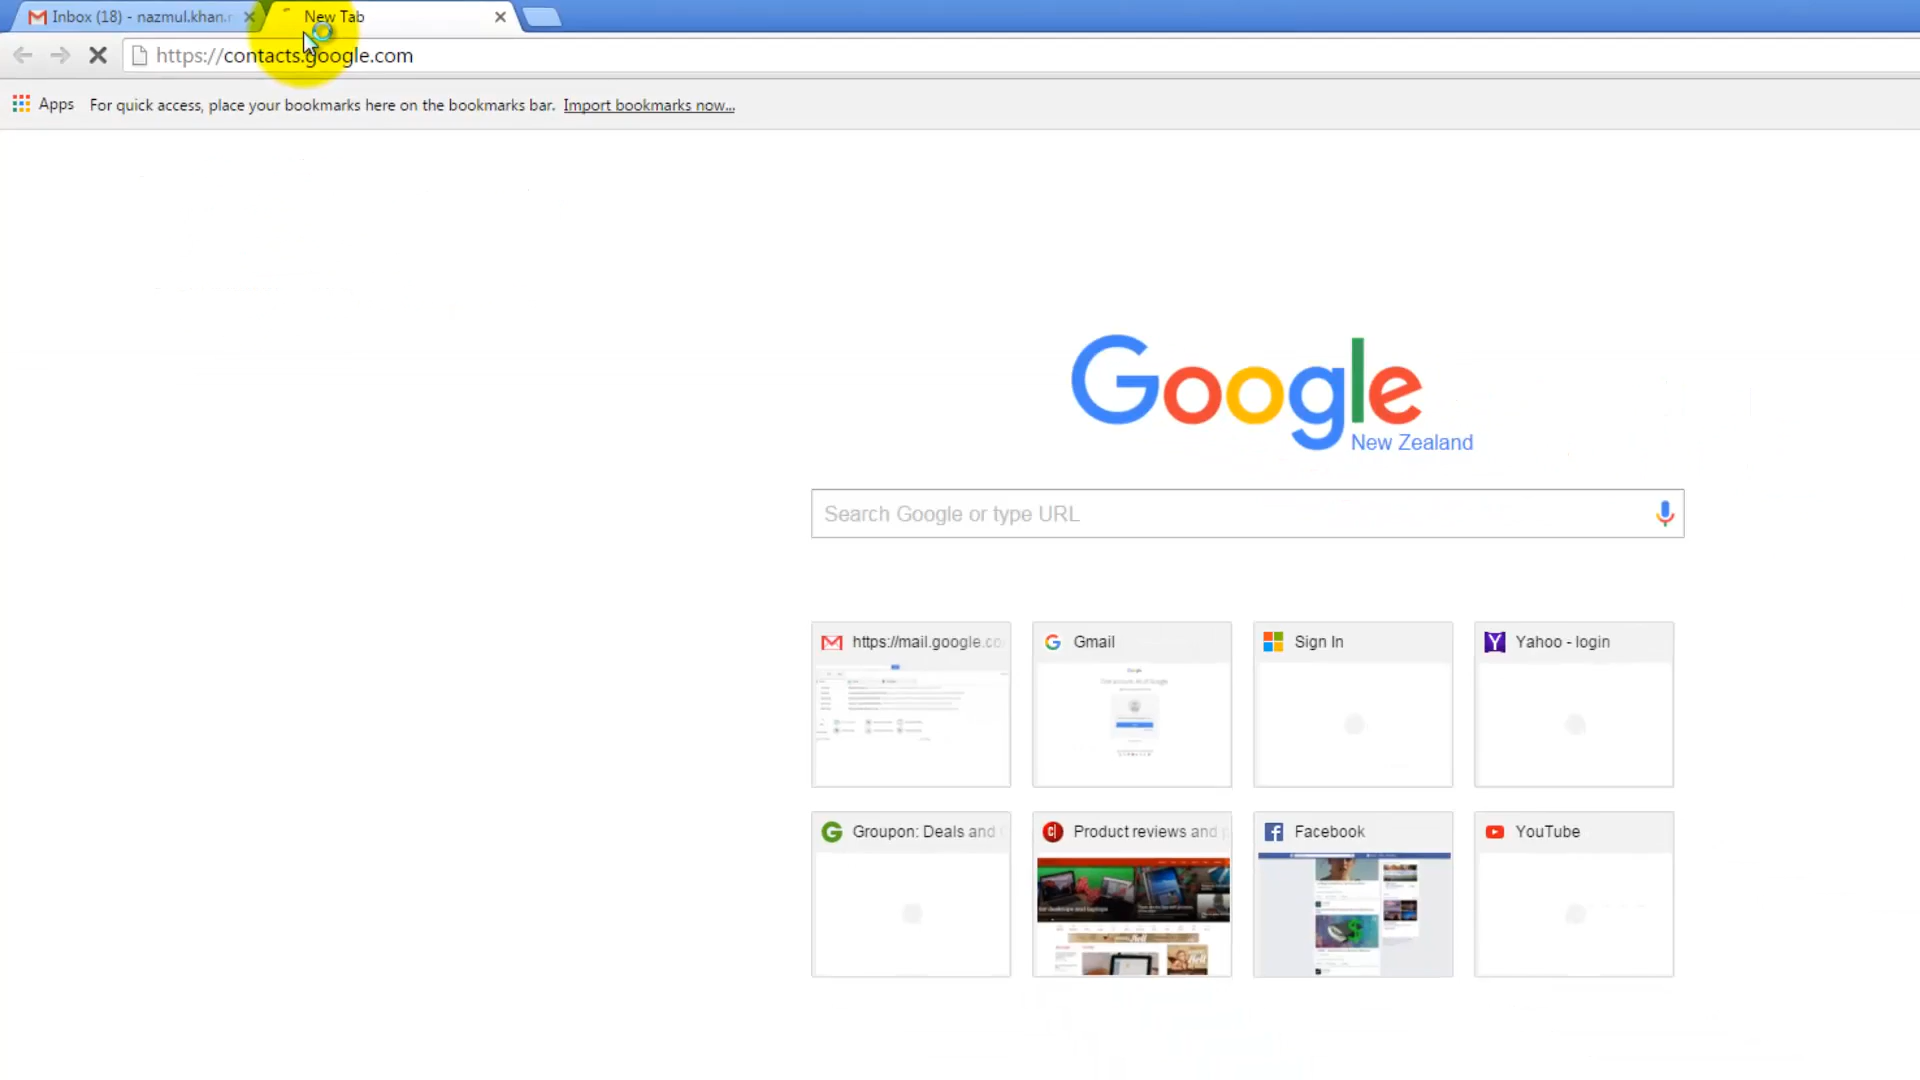 Inbox (18) - nazmul.khan.
New Tab
https://contacts.google.com
Apps For quick access, place your bookmarks here on the bookmarks bar. Import bookmarks now...
Google
New Zealand
Search Google or type URL
https://mail.google.co
Gmail
Sign In
Yahoo - login
Groupon: Deals and
Product reviews and
Facebook
YouTube